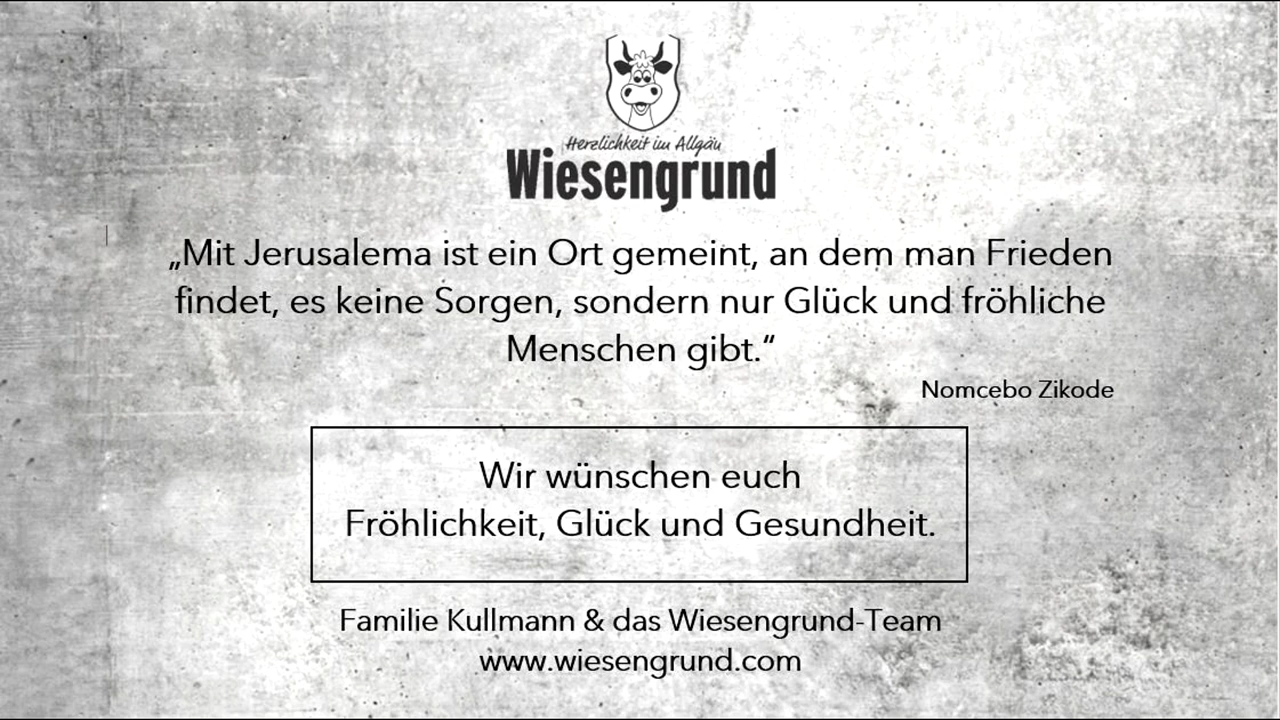 Herzlichkeit im Allgäu
Wiesengrund
„Mit Jerusalema ist ein Ort gemeint, an dem man Frieden
findet, es keine Sorgen, sondern nur Glück und fröhliche
Menschen gibt.“
Nomcebo Zikode
Wir wünschen euch
Fröhlichkeit, Glück und Gesundheit.
Familie Kullmann & das Wiesengrund-Team
www.wiesengrund.com